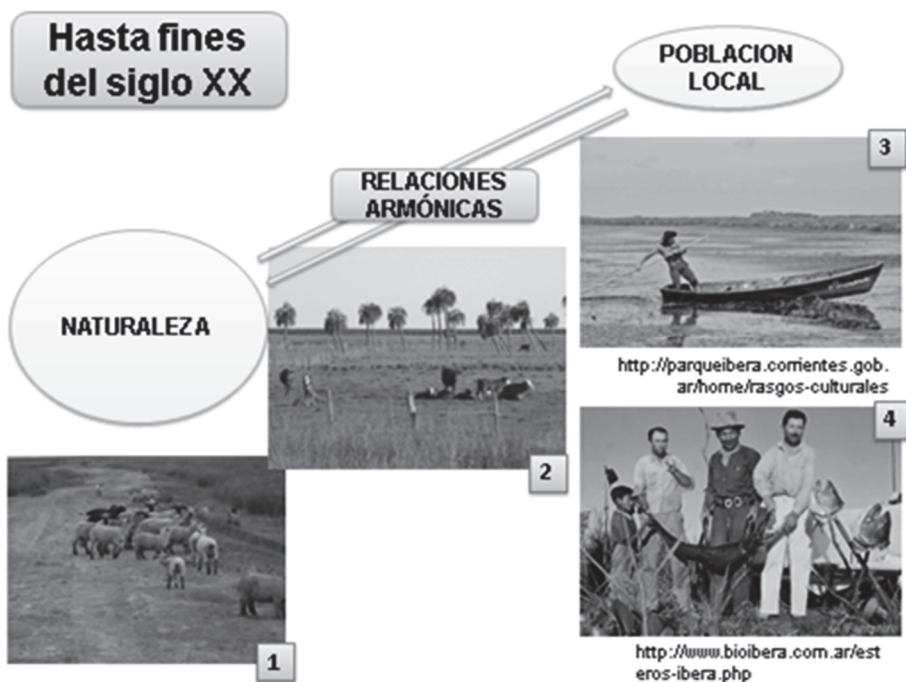 Hasta fines
del siglo XX
POBLACION
LOCAL
RELACIONES
ARMÓNICAS
NATURALEZA
3
http://parqueibera.corrientes.gob.
ar/home/rasgos-culturales
2
4
1
http://www.bioibera.com.ar/est
eros-ibera.php